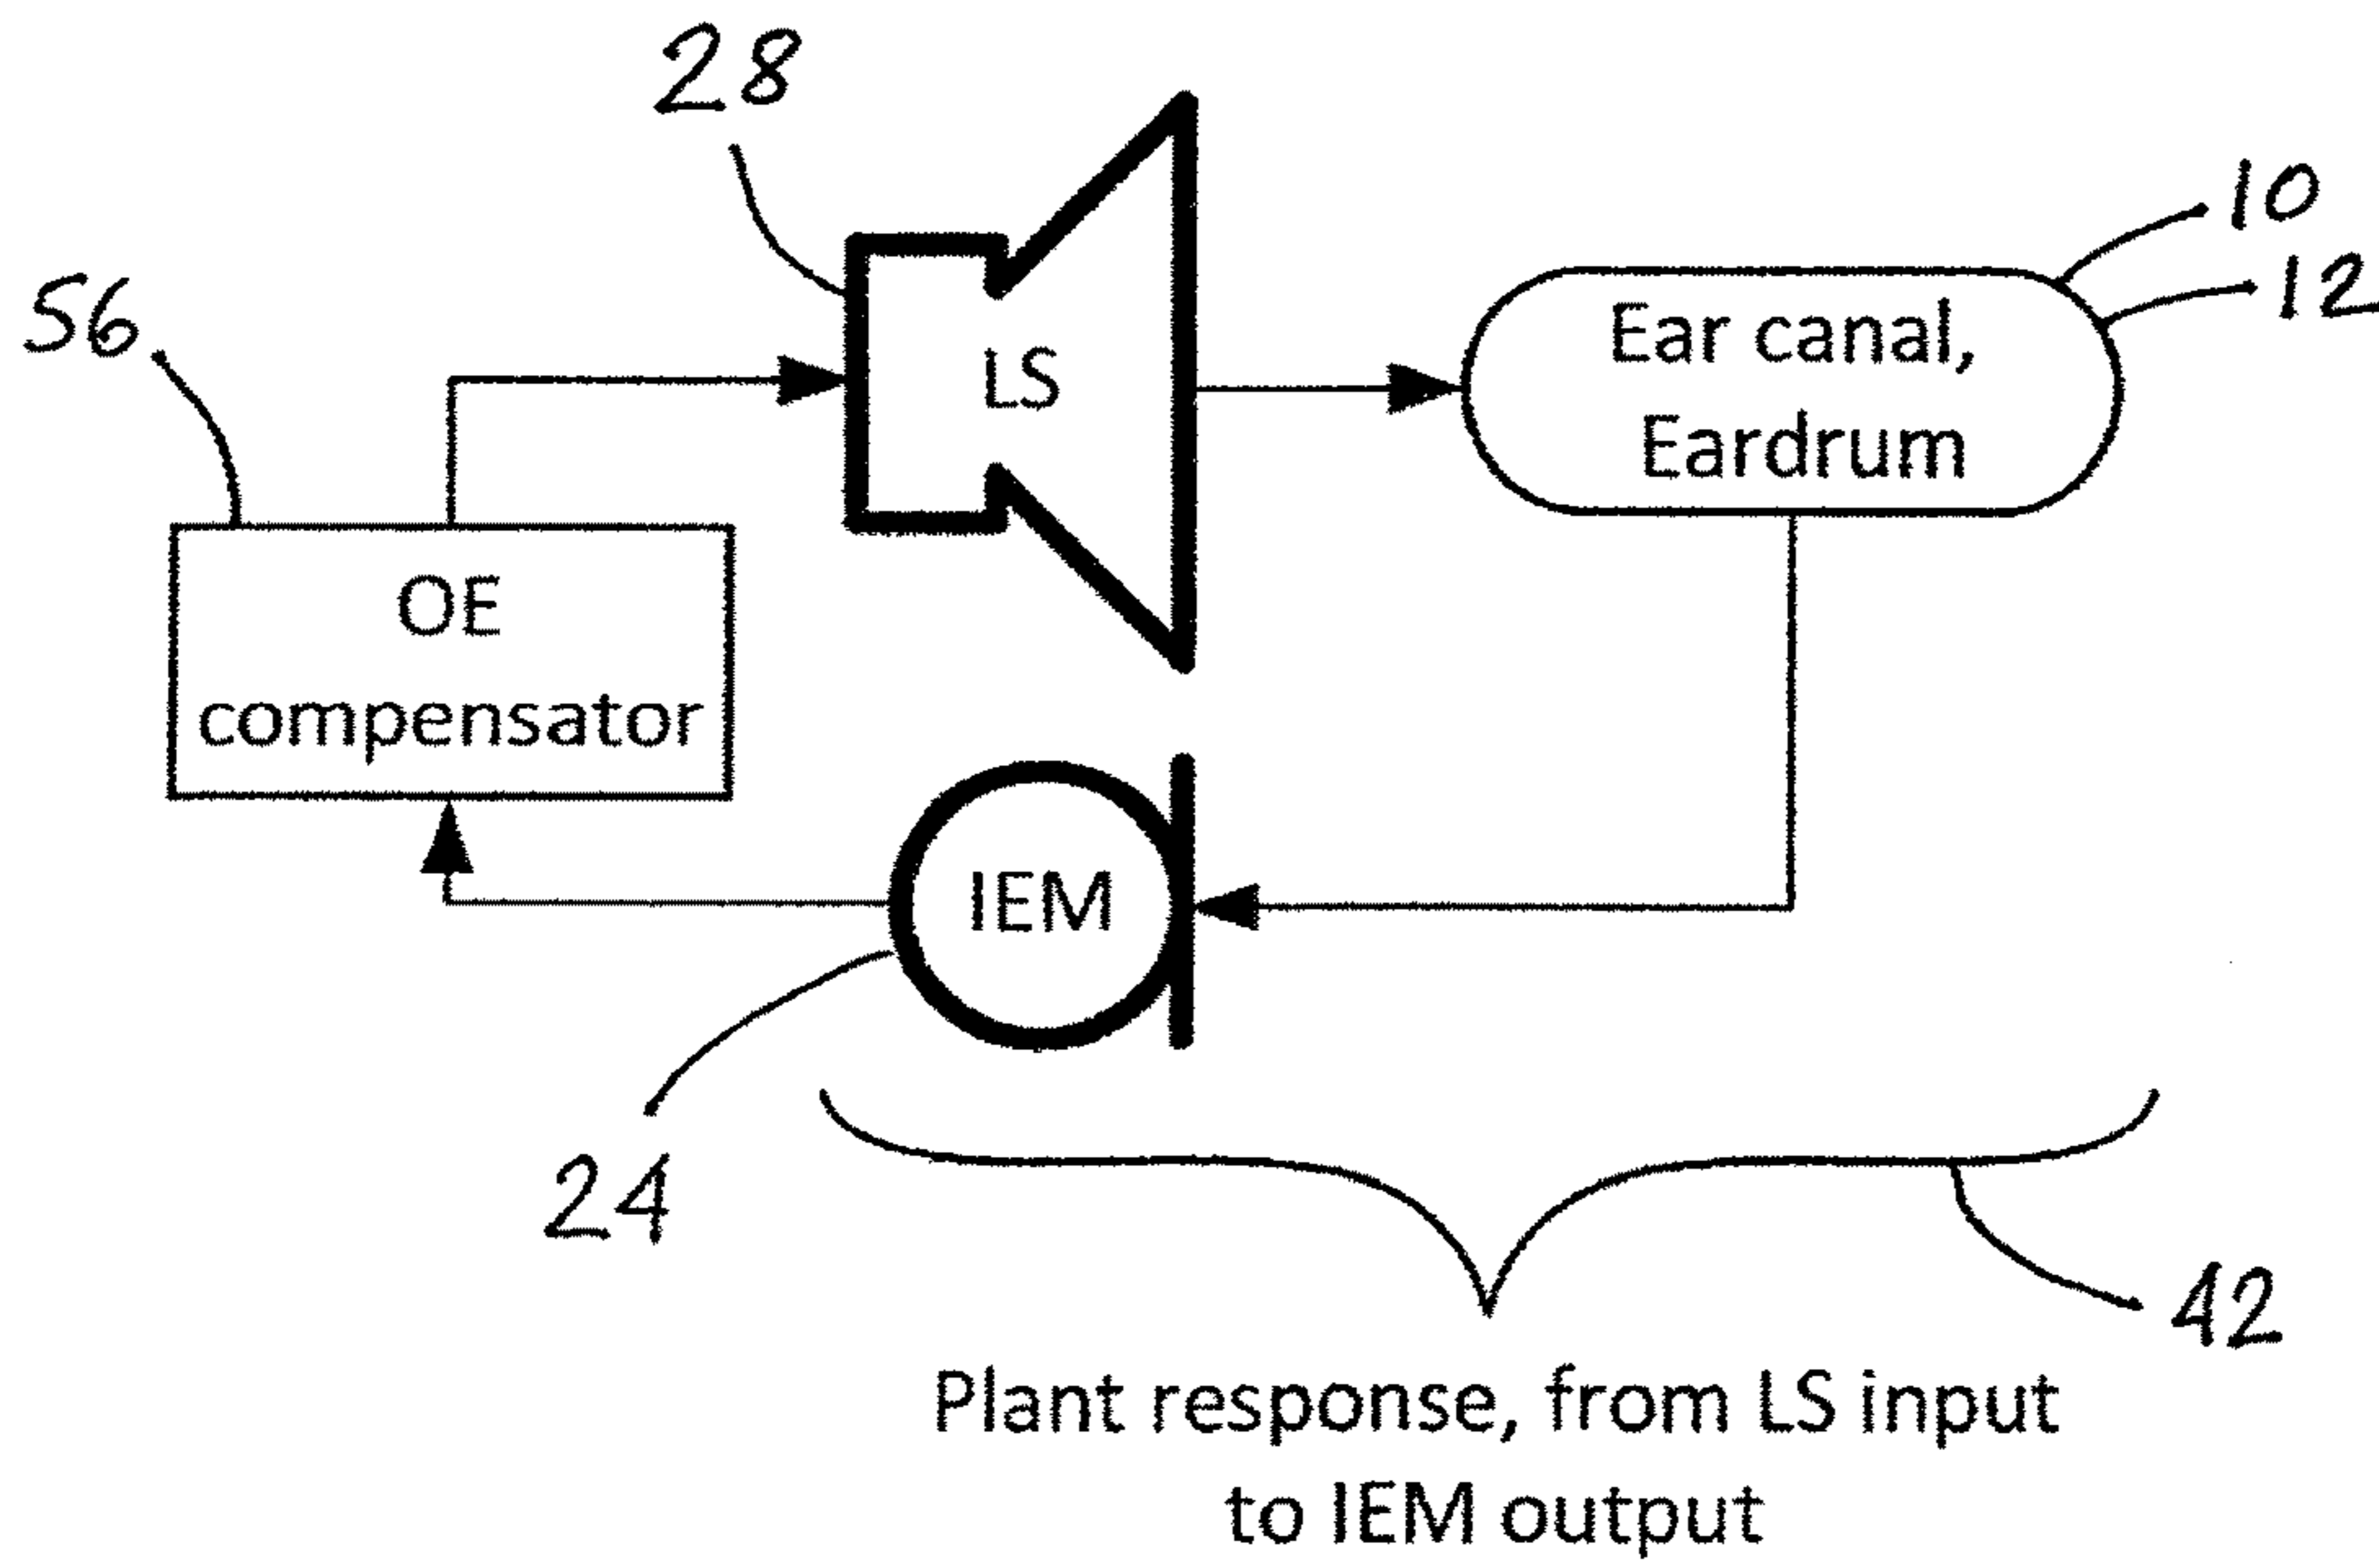 28
10
12
56
LS
Ear canal,
Eardrum
OE
compensator
IEM
24
42
Plant response, from LS input
to IEM output